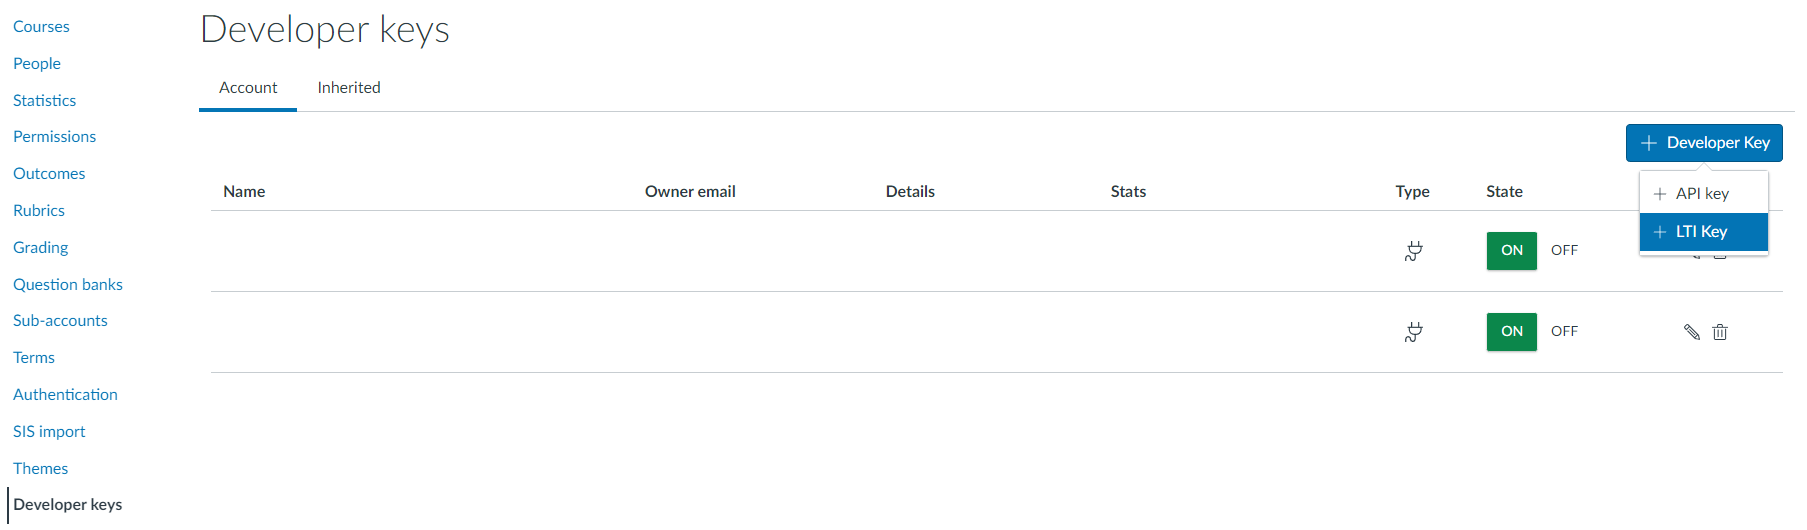 Courses
People
Statistics
Permissions
Outcomes
Rubrics
Grading
Question banks
Sub-accounts
Terms
Authentication
SIS import
Themes
Developer keys
Developer keys
Account Inherited
+ Developer Key
+ API key
+ LTI Key
Name Owner email Details Stats Type State
ON OFF
ON OFF